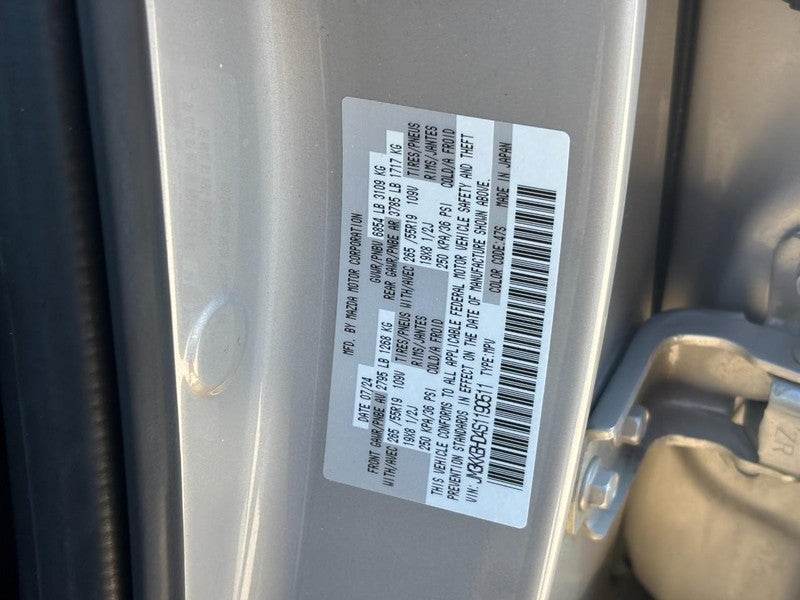 MFD. BY MAZDA MOTOR CORPORATION
DATE 07/24 GVWR/PNBV 6854 LB 3109 KG
FRONT GAWR/PNBE AV 2795 LB 1268 KG REAR GAWR/PNBE AR 3785 LB 1717 KG
WITH/AVEC 265 /55R19 109V TIRES/PNEUS WITH/AVEC 265 /55R19 109V TIRES/PNEUS
19X8 1/2J RIMS/JANTES 19X8 1/2J RIMS/JANTES
250 KPA/36 PSI COLD/A FROID 250 KPA/36 PSI COLD/A FROID
THIS VEHICLE CONFORMS TO ALL APPLICABLE FEDERAL MOTOR VEHICLE SAFETY AND THEFT
PREVENTION STANDARDS IN EFFECT ON THE DATE OF MANUFACTURE SHOWN ABOVE.
VIN: JM3KKBHDAS1190511 TYPE: MPV
COLOR CODE: 47S MADE IN JAPAN
ZR